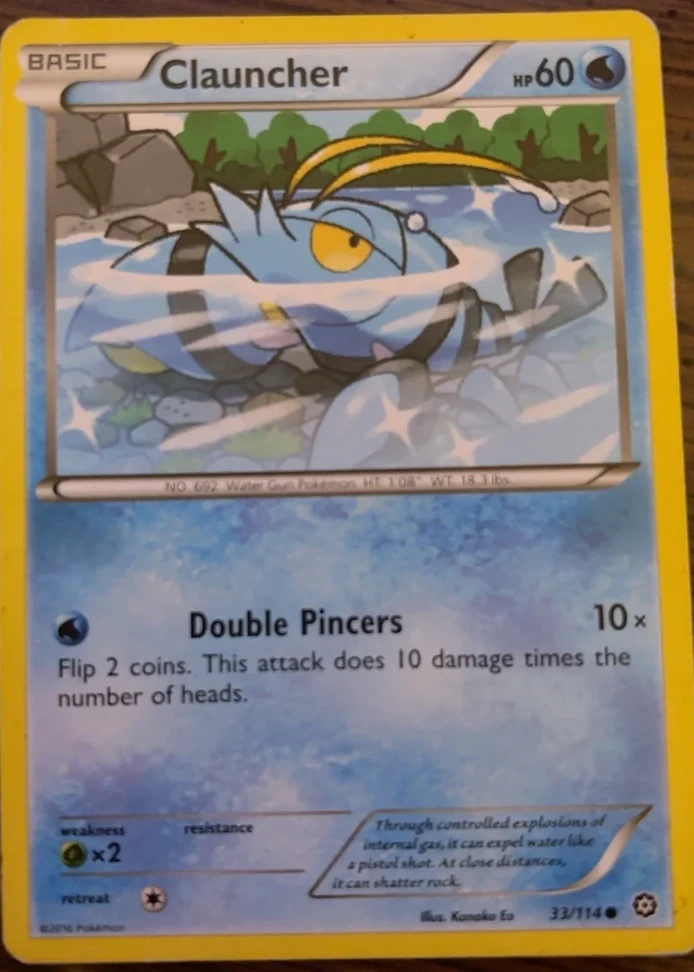 BASIC
Clauncher
HP60
NO. 692 Water Gun Pokémon HT. 1'08" WT. 18.3 lbs.
Double Pincers 10×
Flip 2 coins. This attack does 10 damage times the
number of heads.
weakness resistance
×2
retreat
Through controlled explosions of
internal gas, it can expel water like
a pistol shot. At close distances,
it can shatter rock.
©2016 Pokémon
Illus. Kanako Eo 33/114